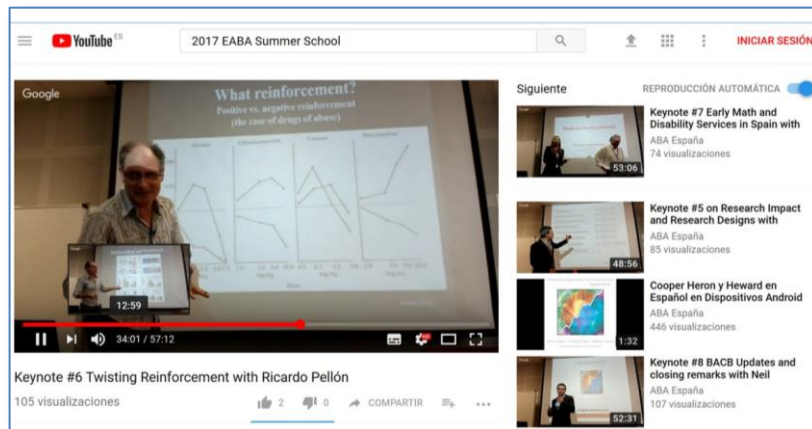 YouTube ES
2017 EABA Summer School
INICIAR SESIÓN
Google
What reinforcement?
Positive vs. negative reinforcement
(the case of drugs of abuse)
12:59
34:01 / 57:12
Keynote #6 Twisting Reinforcement with Ricardo Pellón
105 visualizaciones
2
0
COMPARTIR
Siguiente
REPRODUCCIÓN AUTOMÁTICA
Keynote #7 Early Math and
Disability Services in Spain with
ABA España
74 visualizaciones
53:06
Keynote #5 on Research Impact
and Research Designs with
ABA España
85 visualizaciones
48:56
Cooper Heron y Heward en
Español en Dispositivos Android
ABA España
446 visualizaciones
1:32
Keynote #8 BACB Updates and
closing remarks with Neil
ABA España
107 visualizaciones
52:31